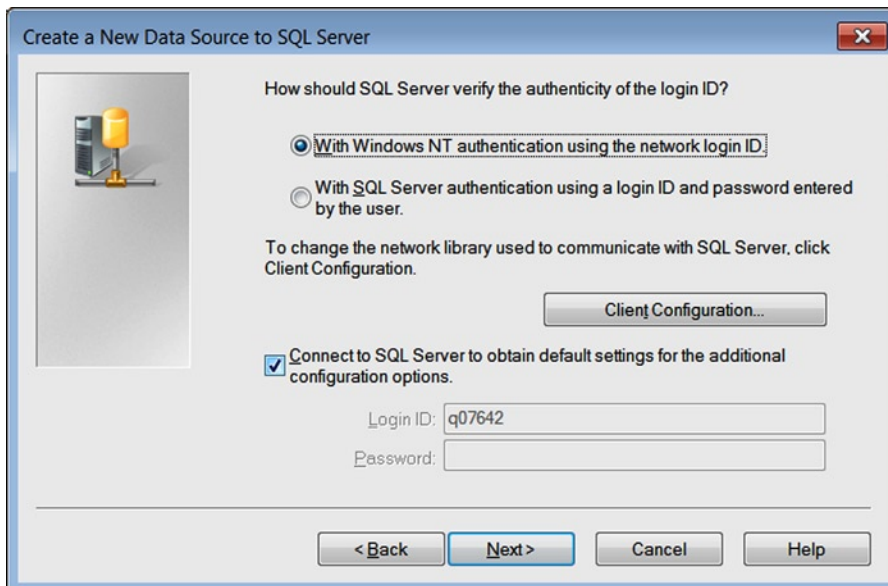 Create a New Data Source to SQL Server
How should SQL Server verify the authenticity of the login ID?
With Windows NT authentication using the network login ID.
With SQL Server authentication using a login ID and password entered
by the user.
To change the network library used to communicate with SQL Server, click
Client Configuration.
Client Configuration...
Connect to SQL Server to obtain default settings for the additional
configuration options.
Login ID: q07642
Password:
< Back Next > Cancel Help